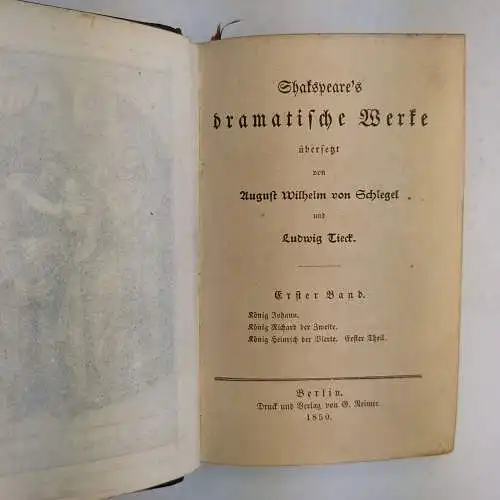 Shakspeare's
dramatische Werke
übersetzt
von
August Wilhelm von Schlegel
und
Ludwig Tieck.
Erster Band.
König Johann.
König Richard der Zweite.
König Heinrich der Vierte. Erster Theil.
Berlin.
Druck und Verlag von G. Reimer.
1850.